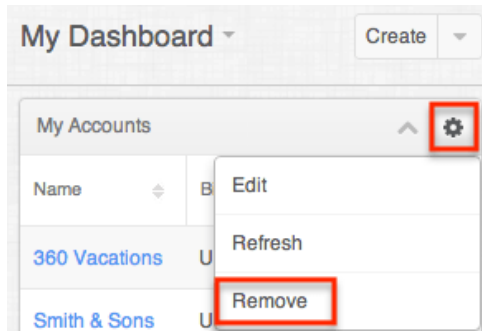 My Dashboard
Create
My Accounts
Name
B
Edit
360 Vacations
U
Refresh
Remove
Smith & Sons
U